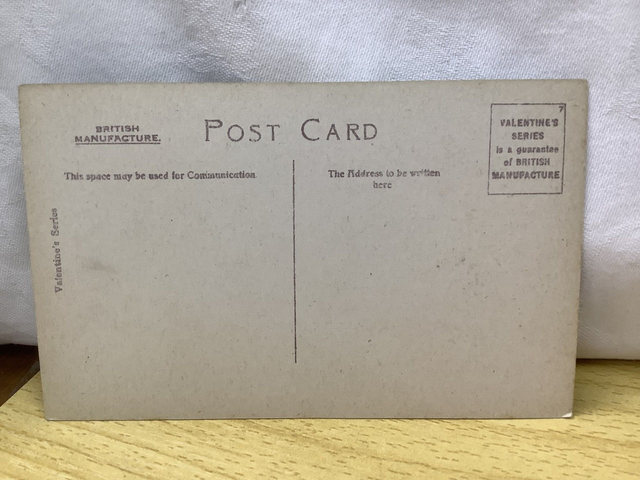 BRITISH
MANUFACTURE.
POST CARD
7
VALENTINE'S
SERIES
is a guarantee
of BRITISH
MANUFACTURE
This space may be used for Communication
The Address to be written
here
Valentine's Series